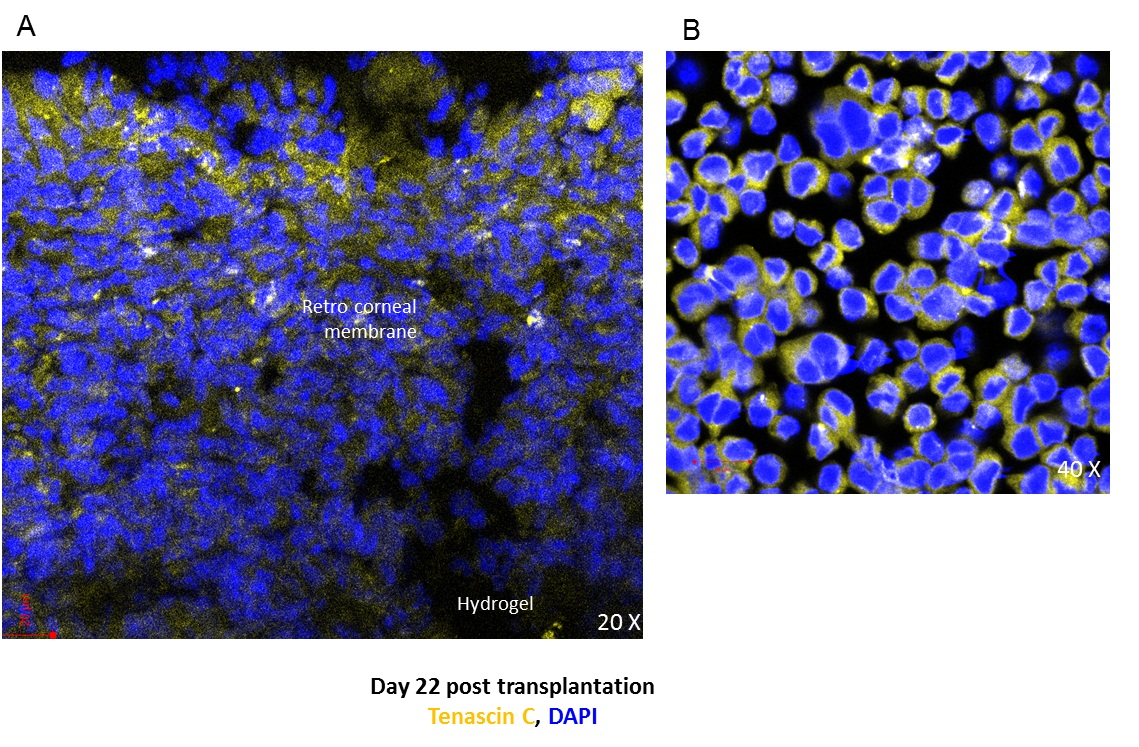 A
B
Retro corneal
membrane
Hydrogel
20 X
40 X
Day 22 post transplantation
Tenascin C, DAPI